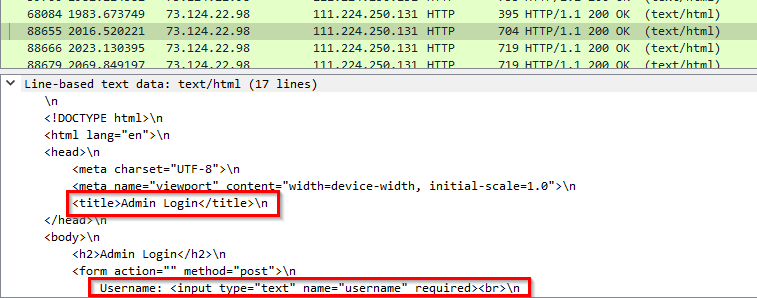 68084 1983.673749 73.124.22.98 111.224.250.131 HTTP 395 HTTP/1.1 200 OK (text/html)
88655 2016.520221 73.124.22.98 111.224.250.131 HTTP 704 HTTP/1.1 200 OK (text/html)
88666 2023.130395 73.124.22.98 111.224.250.131 HTTP 719 HTTP/1.1 200 OK (text/html)
88679 2069.849197 73.124.22.98 111.224.250.131 HTTP 719 HTTP/1.1 200 OK (text/html)
Line-based text data: text/html (17 lines)
\n
<!DOCTYPE html>\n
<html lang="en">\n
<head>\n
<meta charset="UTF-8">\n
<meta name="viewport" content="width=device-width, initial-scale=1.0">\n
<title>Admin Login</title>\n
</head>\n
<body>\n
<h2>Admin Login</h2>\n
<form action="" method="post">\n
Username: <input type="text" name="username" required><br>\n